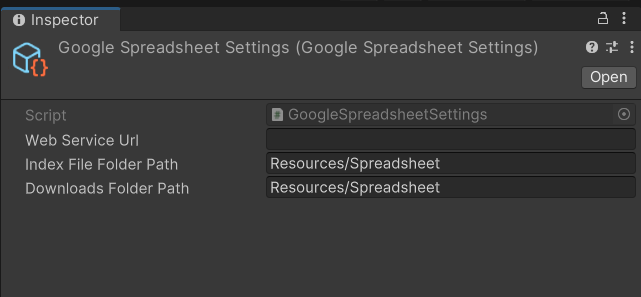 Inspector
Google Spreadsheet Settings (Google Spreadsheet Settings)
Open
Script GoogleSpreadsheetSettings
Web Service Url
Index File Folder Path Resources/Spreadsheet
Downloads Folder Path Resources/Spreadsheet